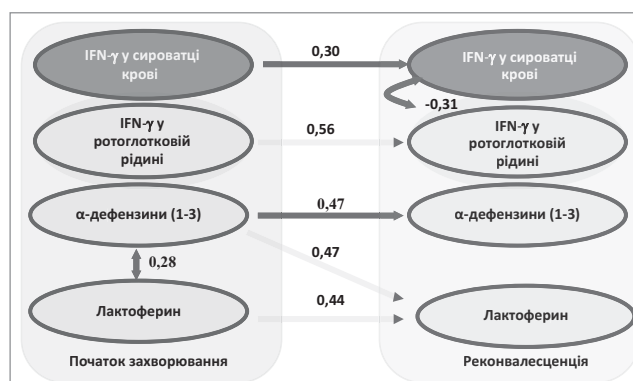 IFN-γ у сироватці
крові
0,30
IFN-γ у сироватці
крові
-0,31
IFN-γ у
ротоглотковій
рідині
0,56
IFN-γ у
ротоглотковій
рідині
α-дефензини (1-3)
0,47
α-дефензини (1-3)
0,28
0,47
Лактоферин
0,44
Лактоферин
Початок захворювання
Реконвалесценція